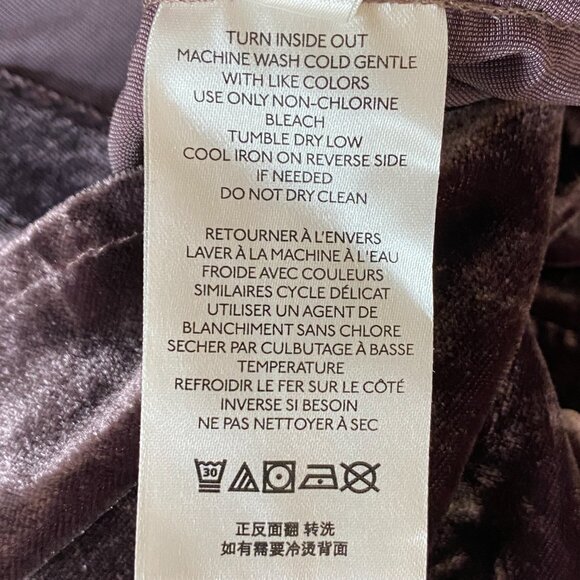 TURN INSIDE OUT
MACHINE WASH COLD GENTLE
WITH LIKE COLORS
USE ONLY NON-CHLORINE
BLEACH
TUMBLE DRY LOW
COOL IRON ON REVERSE SIDE
IF NEEDED
DO NOT DRY CLEAN
RETOURNER À L'ENVERS
LAVER À LA MACHINE À L'EAU
FROIDE AVEC COULEURS
SIMILAIRES CYCLE DÉLICAT
UTILISER UN AGENT DE
BLANCHIMENT SANS CHLORE
SECHER PAR CULBUTAGE À BASSE
TEMPERATURE
REFROIDIR LE FER SUR LE CÔTÉ
INVERSE SI BESOIN
NE PAS NETTOYER À SEC
30
正反面翻 转洗
如有需要冷烫背面